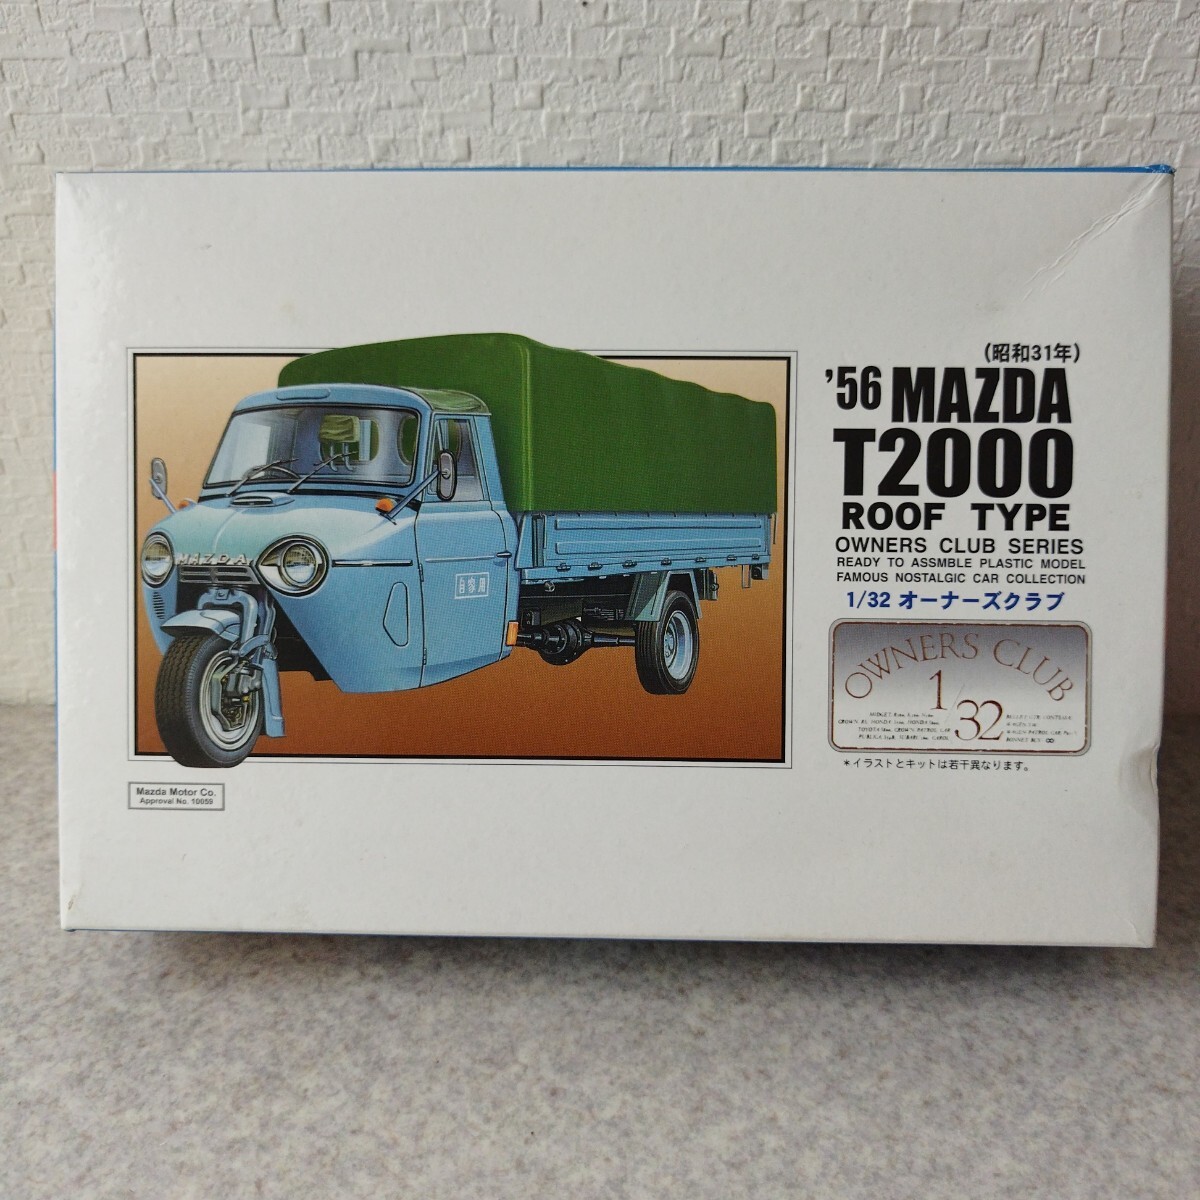 (昭和31年)
'56 MAZDA
T2000
ROOF TYPE
OWNERS CLUB SERIES
READY TO ASSMBLE PLASTIC MODEL
FAMOUS NOSTALGIC CAR COLLECTION
1/32 オーナーズクラブ
OWNERS CLUB
1/32
*イラストとキットは若干異なります。
MAZDA
自家用
Mazda Motor Co.
Approval No. 10059